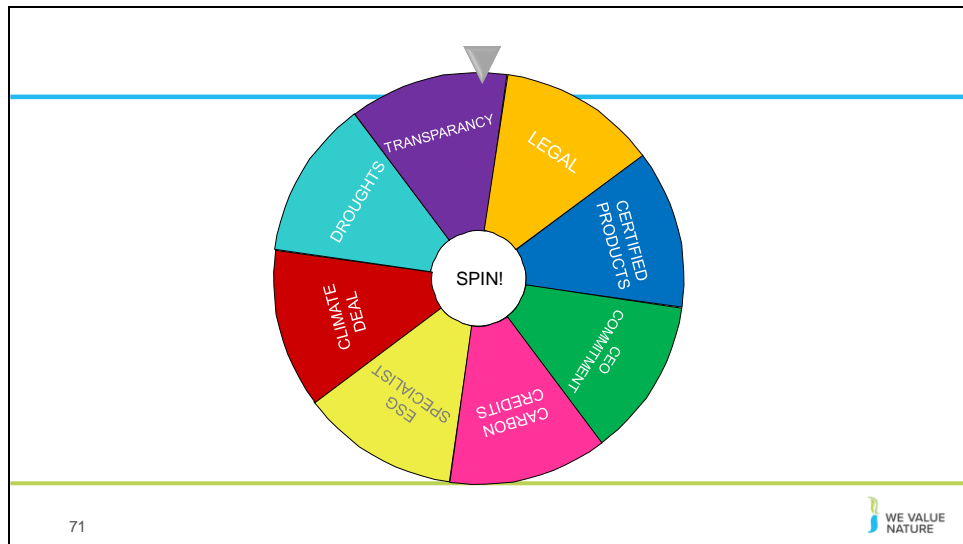 TRANSPARANCY
LEGAL
CERTIFIED
PRODUCTS
CEO
COMMITMENT
CARBON
CREDITS
ESG
SPECIALIST
CLIMATE
DEAL
DROUGHTS
SPIN!
71
WE VALUE
NATURE